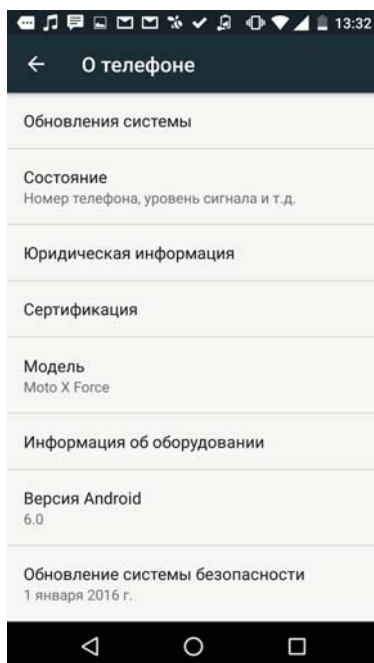 13:32
О телефоне
Обновления системы
Состояние
Номер телефона, уровень сигнала и т.д.
Юридическая информация
Сертификация
Модель
Moto X Force
Информация об оборудовании
Версия Android
6.0
Обновление системы безопасности
1 января 2016 г.